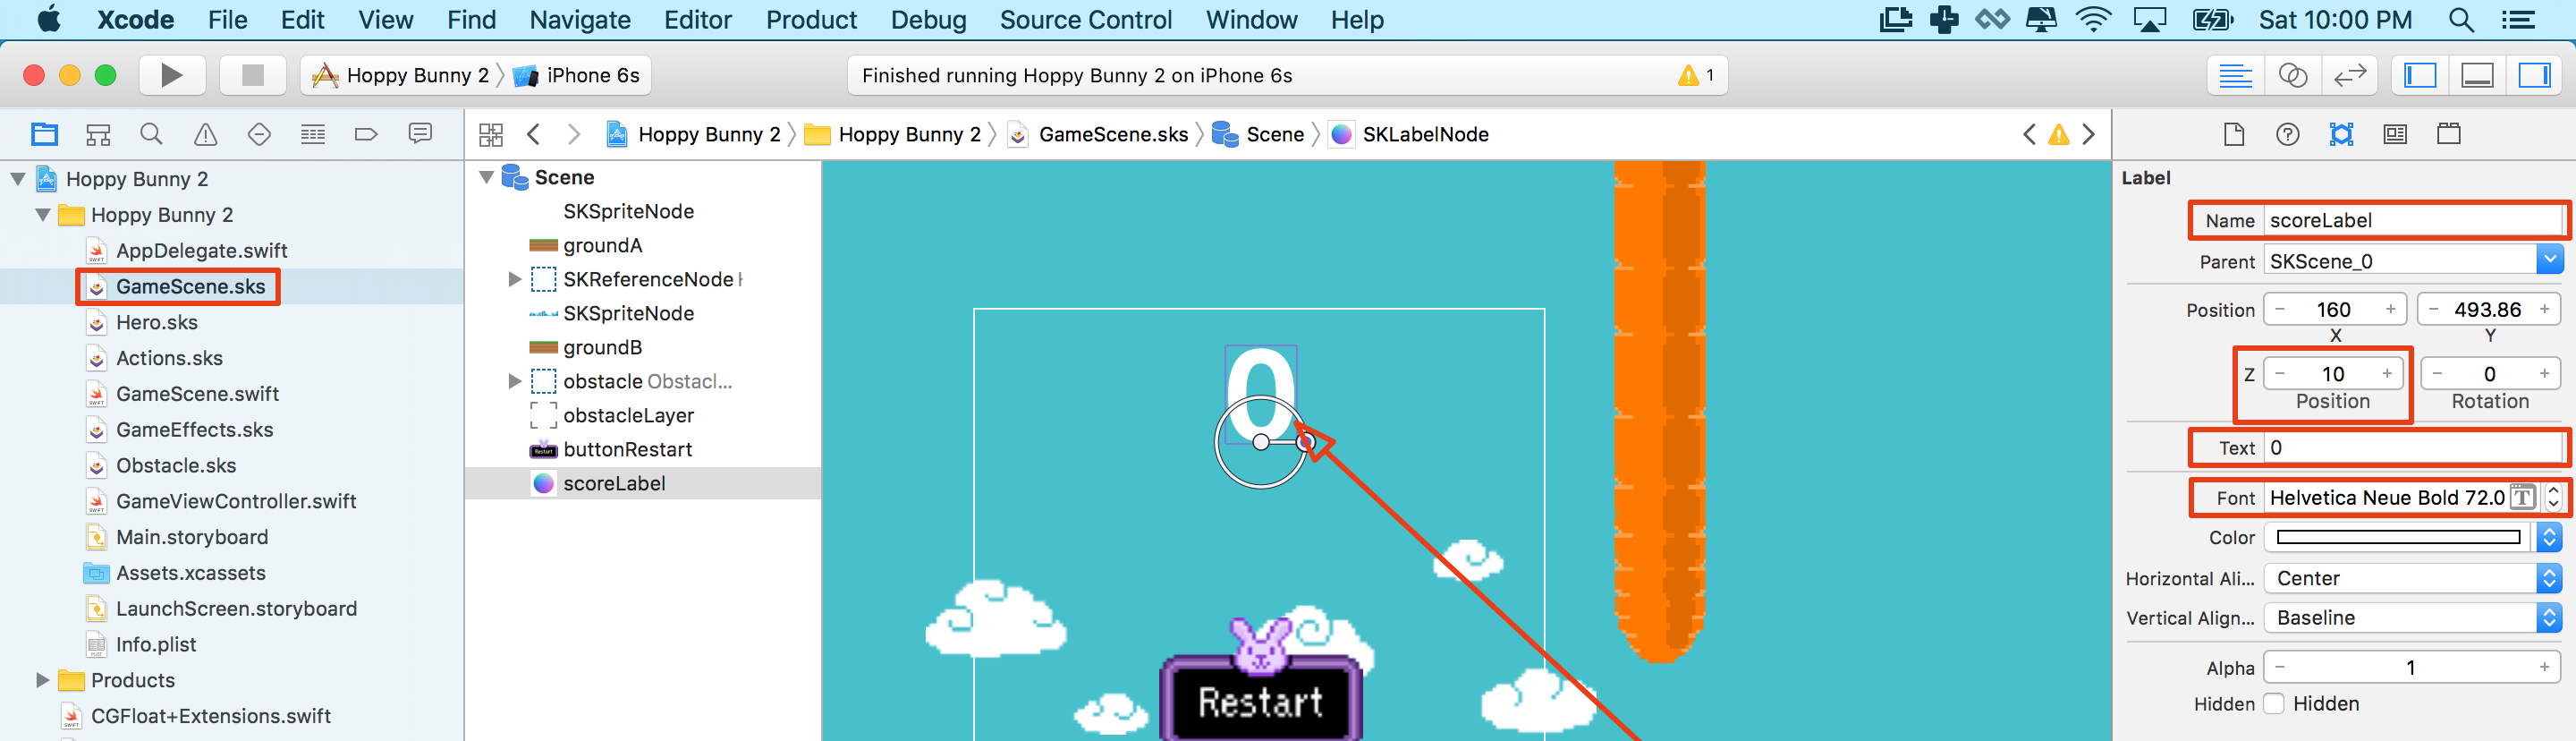 Xcode File Edit View Find Navigate Editor Product Debug Source Control Window Help Sat 10:00 PM
Hoppy Bunny 2 iPhone 6s Finished running Hoppy Bunny 2 on iPhone 6s 1
Hoppy Bunny 2 Hoppy Bunny 2 GameScene.sks Scene SKLabelNode
Hoppy Bunny 2
Hoppy Bunny 2
AppDelegate.swift
GameScene.sks
Hero.sks
Actions.sks
GameScene.swift
GameEffects.sks
Obstacle.sks
GameViewController.swift
Main.storyboard
Assets.xcassets
LaunchScreen.storyboard
Info.plist
Products
CGFloat+Extensions.swift
Scene
SKSpriteNode
groundA
SKReferenceNode
SKSpriteNode
groundB
obstacle Obstacl...
obstacleLayer
buttonRestart
scoreLabel
0
Restart
Label
Name scoreLabel
Parent SKScene_0
Position - 160 + - 493.86 +
X Y
Z - 10 + - 0 +
Position Rotation
Text 0
Font Helvetica Neue Bold 72.0 T
Color
Horizontal Ali... Center
Vertical Align... Baseline
Alpha - 1 +
Hidden Hidden